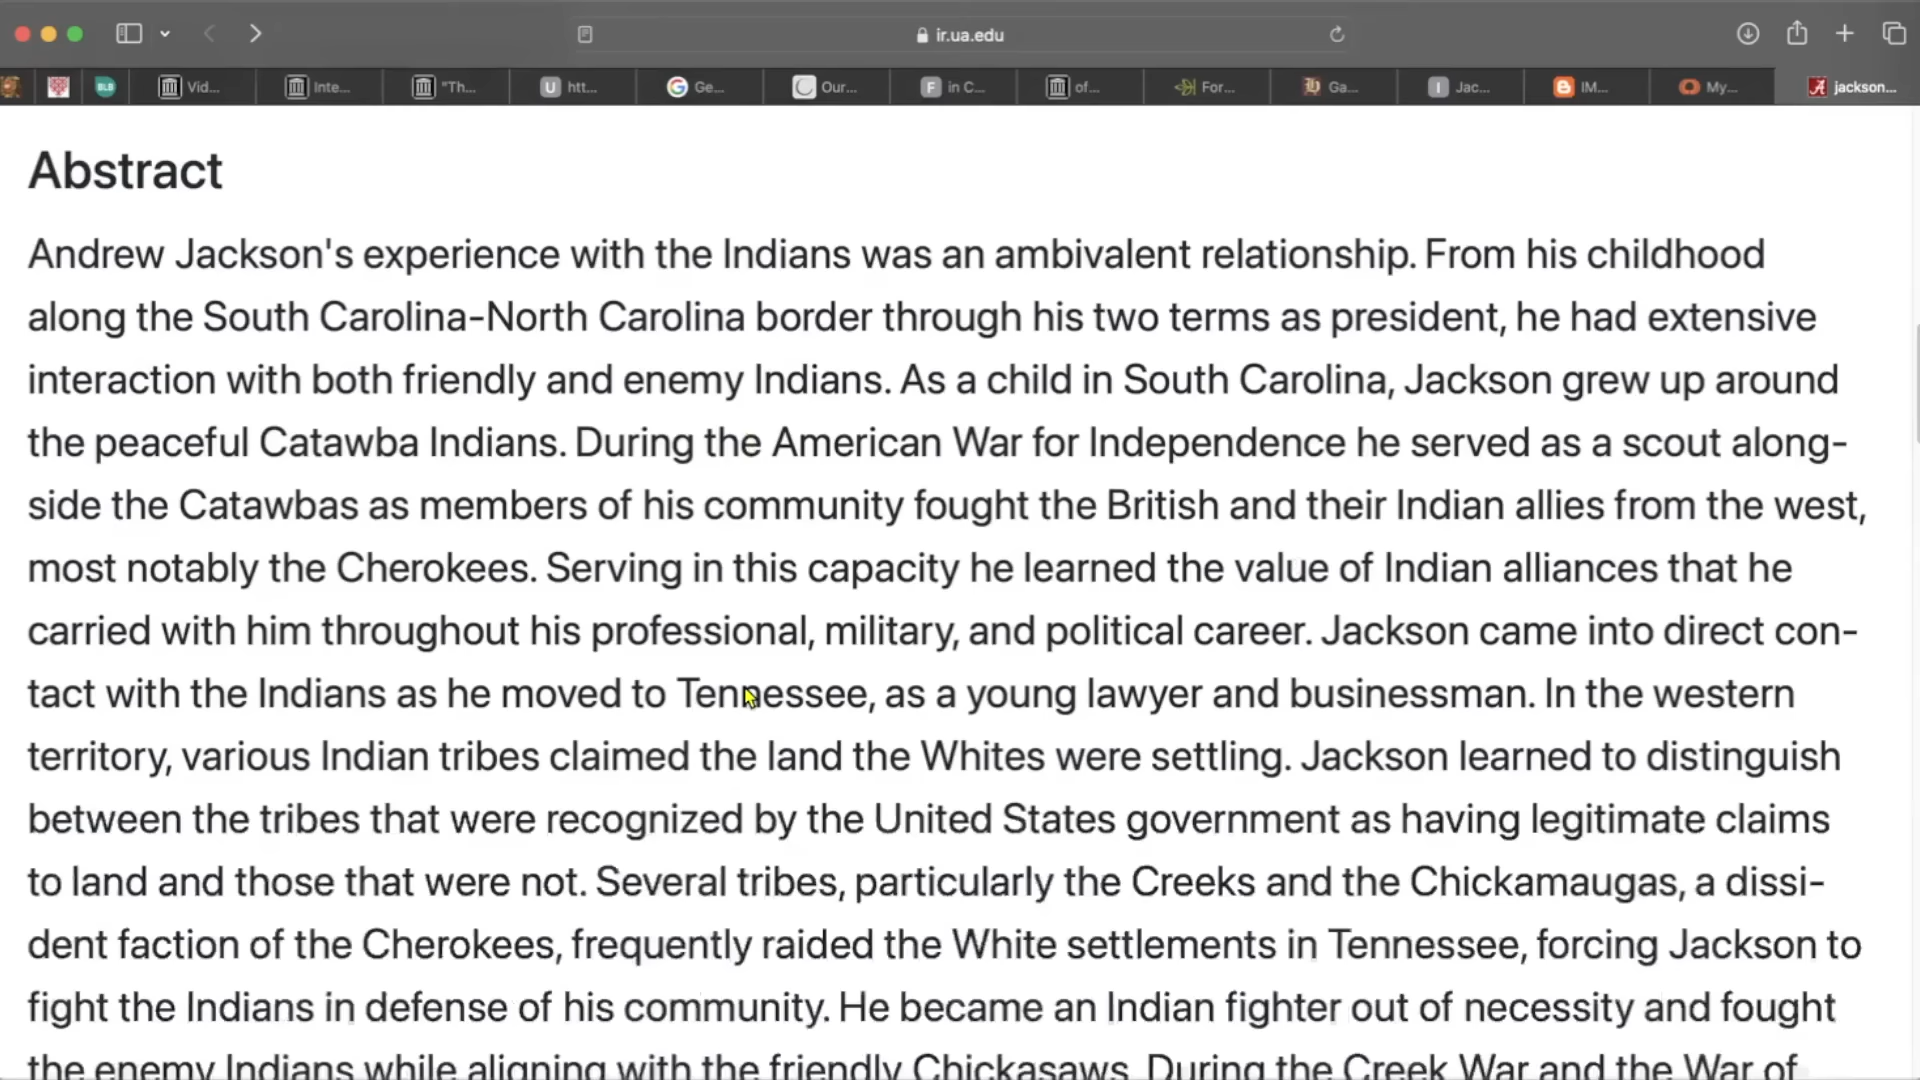 ir.ua.edu
BLB Vid... Inte... "Th... U htt... Ge... Our... F in C... of... For... Ga... I Jac... IM... My... A jackson...
Abstract
Andrew Jackson's experience with the Indians was an ambivalent relationship. From his childhood
along the South Carolina-North Carolina border through his two terms as president, he had extensive
interaction with both friendly and enemy Indians. As a child in South Carolina, Jackson grew up around
the peaceful Catawba Indians. During the American War for Independence he served as a scout along-
side the Catawbas as members of his community fought the British and their Indian allies from the west,
most notably the Cherokees. Serving in this capacity he learned the value of Indian alliances that he
carried with him throughout his professional, military, and political career. Jackson came into direct con-
tact with the Indians as he moved to Tennessee, as a young lawyer and businessman. In the western
territory, various Indian tribes claimed the land the Whites were settling. Jackson learned to distinguish
between the tribes that were recognized by the United States government as having legitimate claims
to land and those that were not. Several tribes, particularly the Creeks and the Chickamaugas, a dissi-
dent faction of the Cherokees, frequently raided the White settlements in Tennessee, forcing Jackson to
fight the Indians in defense of his community. He became an Indian fighter out of necessity and fought
the enemy Indians while aligning with the friendly Chickasaws. During the Creek War and the War of